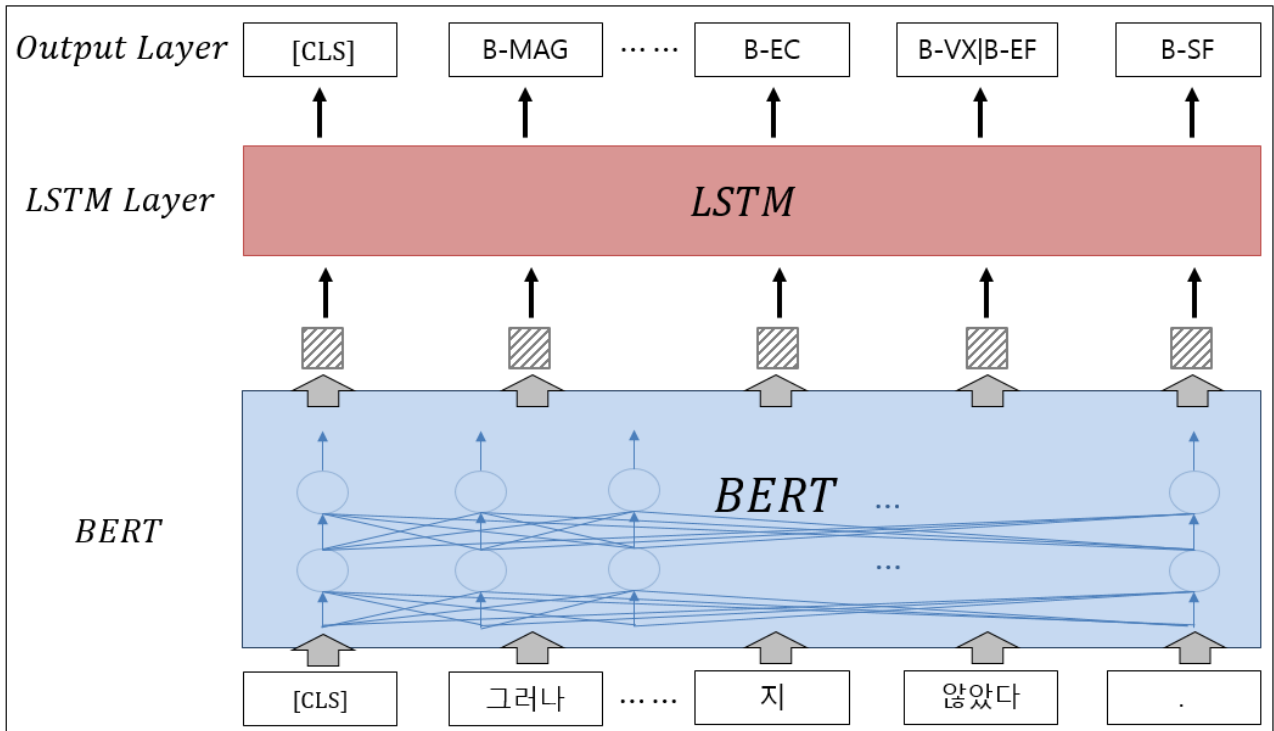 Output Layer [CLS] B-MAG …… B-EC B-VX|B-EF B-SF
LSTM Layer LSTM
BERT BERT
...
...
[CLS] 그러나 …… 지 않았다 .